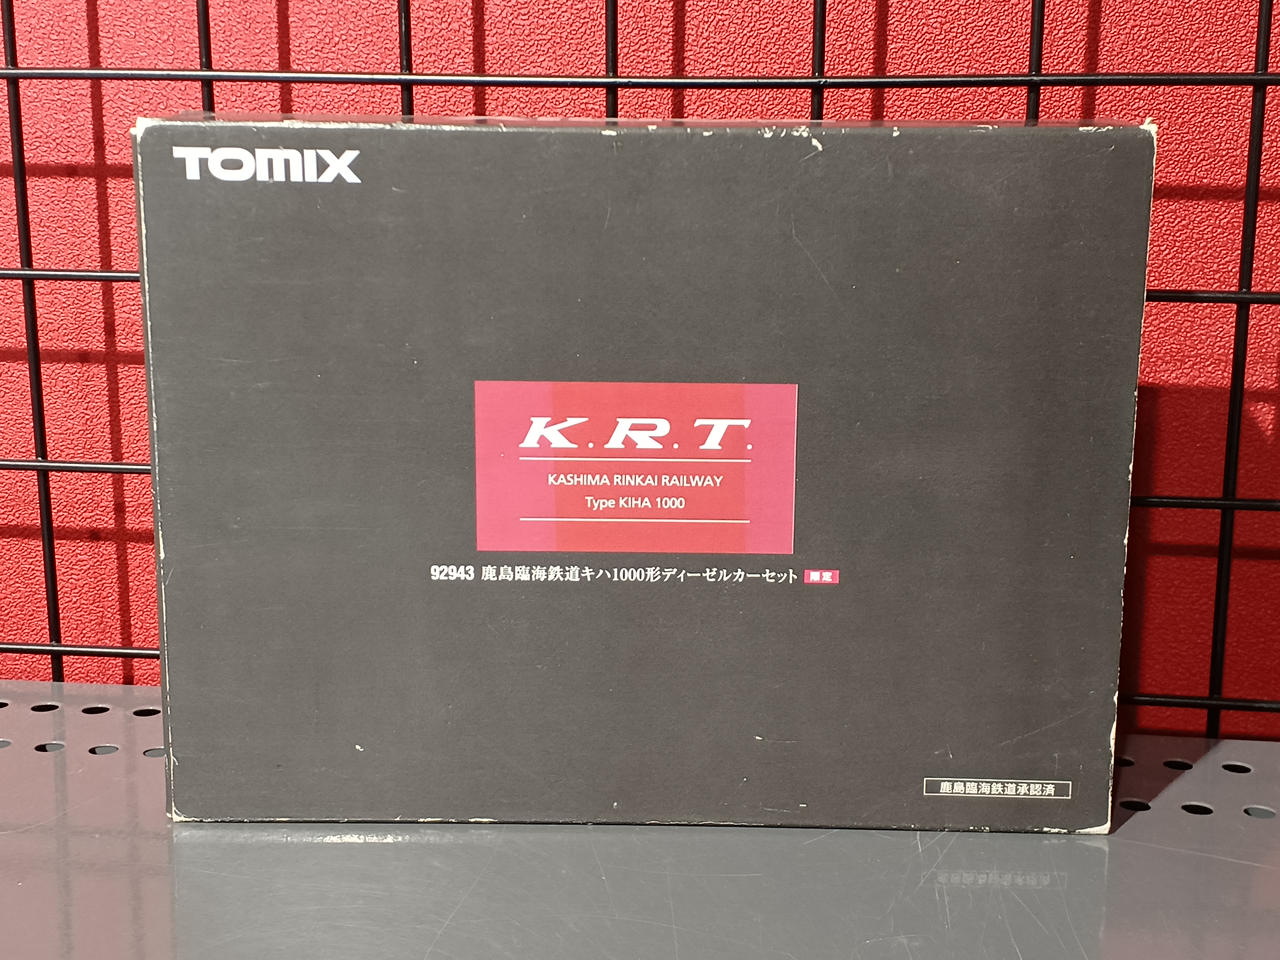 TOMIX
K.R.T.
KASHIMA RINKAI RAILWAY
Type KIHA 1000
92943 鹿島臨海鉄道キハ1000形ディーゼルカーセット 限定
鹿島臨海鉄道承認済